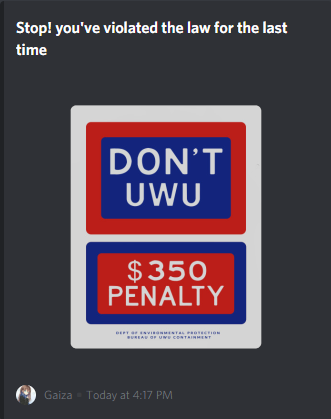 Stop! you've violated the law for the last
time
DON'T
UWU
$350
PENALTY
DEPT OF ENVIRONMENTAL PROTECTION
BUREAU OF UWU CONTAINMENT
Gaiza • Today at 4:17 PM